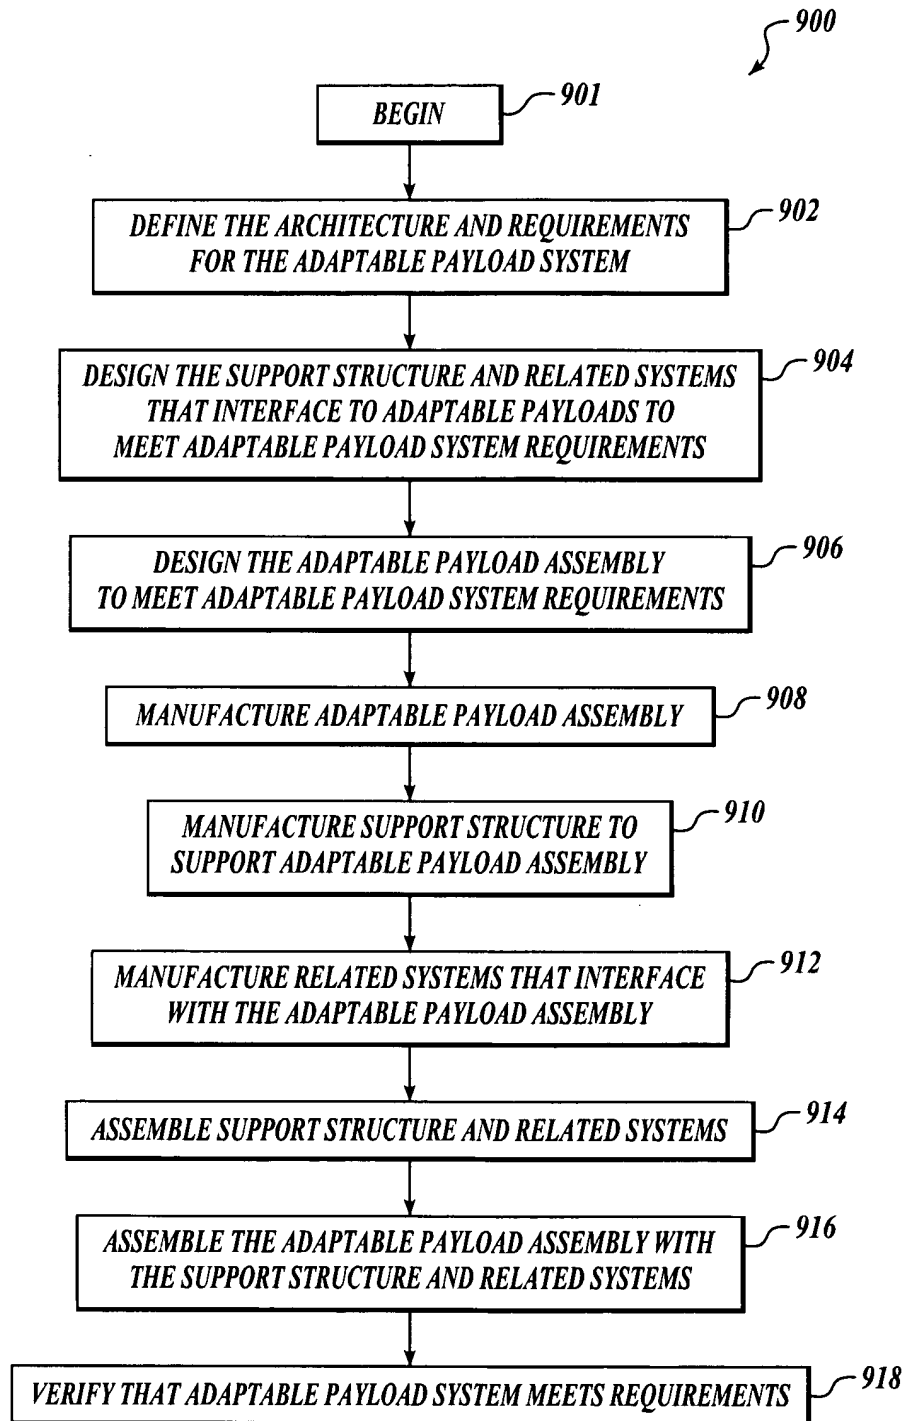 900
BEGIN
901
DEFINE THE ARCHITECTURE AND REQUIREMENTS
FOR THE ADAPTABLE PAYLOAD SYSTEM
902
DESIGN THE SUPPORT STRUCTURE AND RELATED SYSTEMS
THAT INTERFACE TO ADAPTABLE PAYLOADS TO
MEET ADAPTABLE PAYLOAD SYSTEM REQUIREMENTS
904
DESIGN THE ADAPTABLE PAYLOAD ASSEMBLY
TO MEET ADAPTABLE PAYLOAD SYSTEM REQUIREMENTS
906
MANUFACTURE ADAPTABLE PAYLOAD ASSEMBLY
908
MANUFACTURE SUPPORT STRUCTURE TO
SUPPORT ADAPTABLE PAYLOAD ASSEMBLY
910
MANUFACTURE RELATED SYSTEMS THAT INTERFACE
WITH THE ADAPTABLE PAYLOAD ASSEMBLY
912
ASSEMBLE SUPPORT STRUCTURE AND RELATED SYSTEMS
914
ASSEMBLE THE ADAPTABLE PAYLOAD ASSEMBLY WITH
THE SUPPORT STRUCTURE AND RELATED SYSTEMS
916
VERIFY THAT ADAPTABLE PAYLOAD SYSTEM MEETS REQUIREMENTS
918